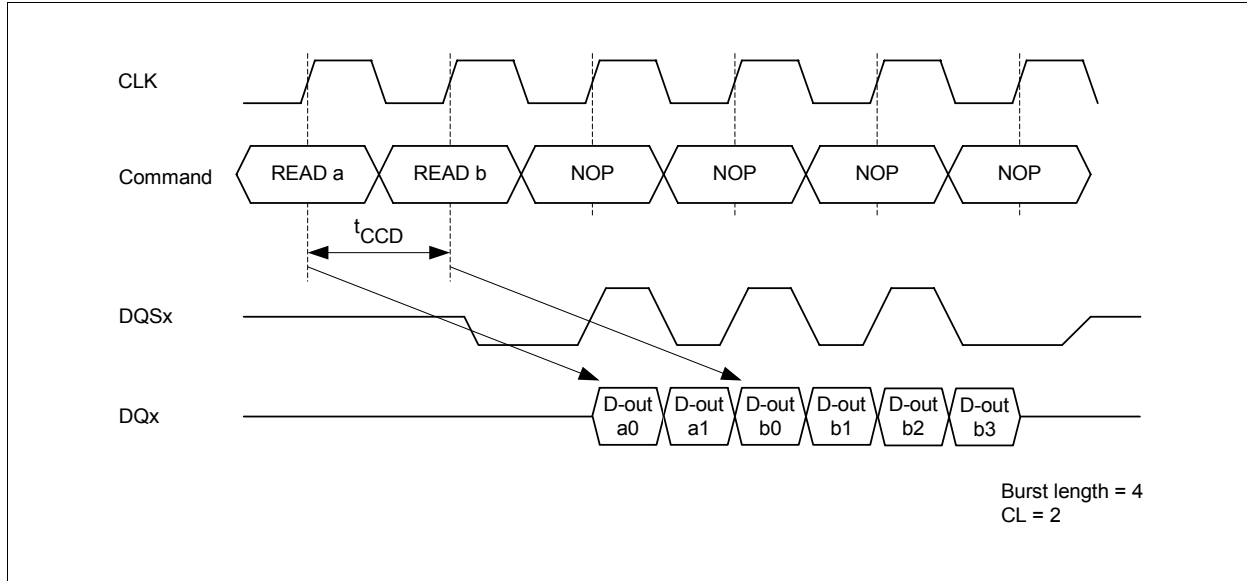 CLK
Command
READ a
READ b
NOP
NOP
NOP
NOP
tCCD
DQSx
DQx
D-out
a0
D-out
a1
D-out
b0
D-out
b1
D-out
b2
D-out
b3
Burst length = 4
CL = 2